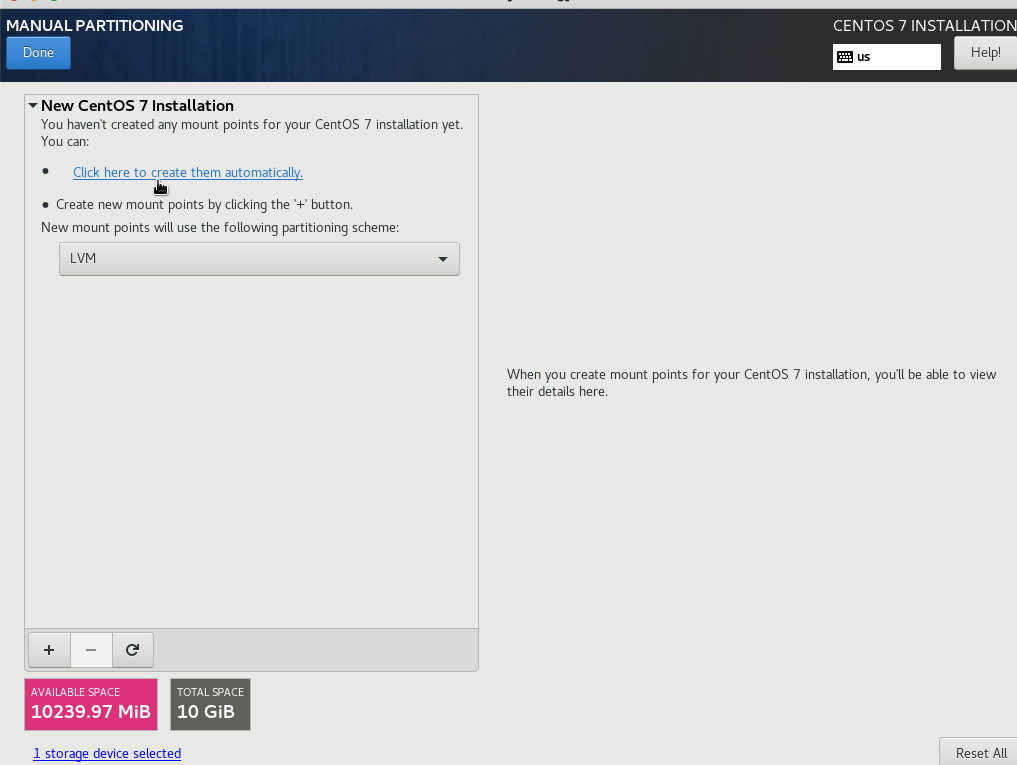 MANUAL PARTITIONING
CENTOS 7 INSTALLATION
Done
us
Help!
New CentOS 7 Installation
You haven't created any mount points for your CentOS 7 installation yet.
You can:
• Click here to create them automatically.
• Create new mount points by clicking the '+' button.
New mount points will use the following partitioning scheme:
LVM
When you create mount points for your CentOS 7 installation, you'll be able to view
their details here.
+ −
AVAILABLE SPACE
10239.97 MiB
TOTAL SPACE
10 GiB
1 storage device selected
Reset All